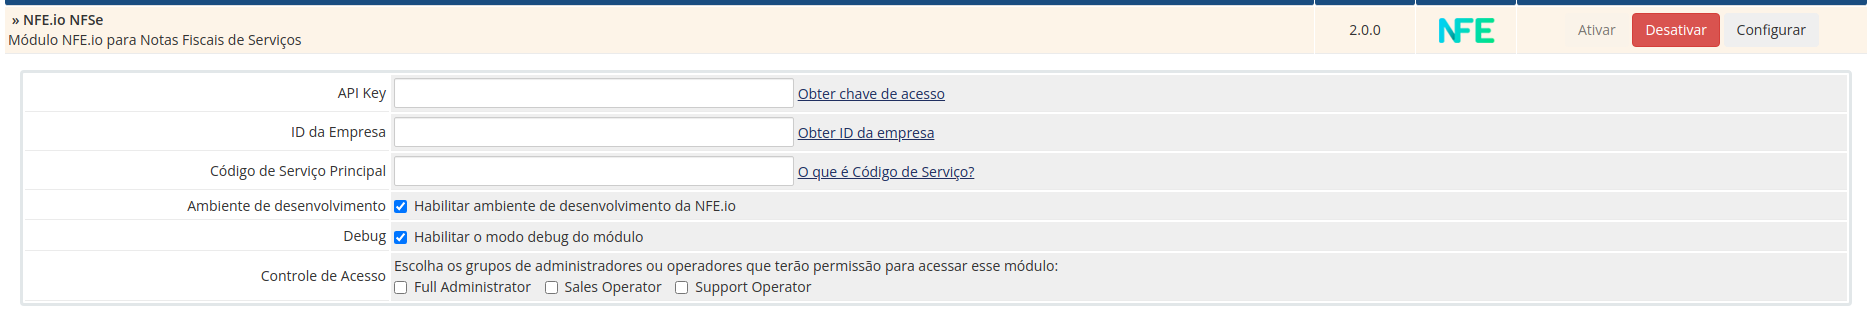 » NFE.io NFSe
Módulo NFE.io para Notas Fiscais de Serviços
2.0.0
NFE
Ativar
Desativar
Configurar
API Key
Obter chave de acesso
ID da Empresa
Obter ID da empresa
Código de Serviço Principal
O que é Código de Serviço?
Ambiente de desenvolvimento
Habilitar ambiente de desenvolvimento da NFE.io
Debug
Habilitar o modo debug do módulo
Controle de Acesso
Escolha os grupos de administradores ou operadores que terão permissão para acessar esse módulo:
Full Administrator
Sales Operator
Support Operator